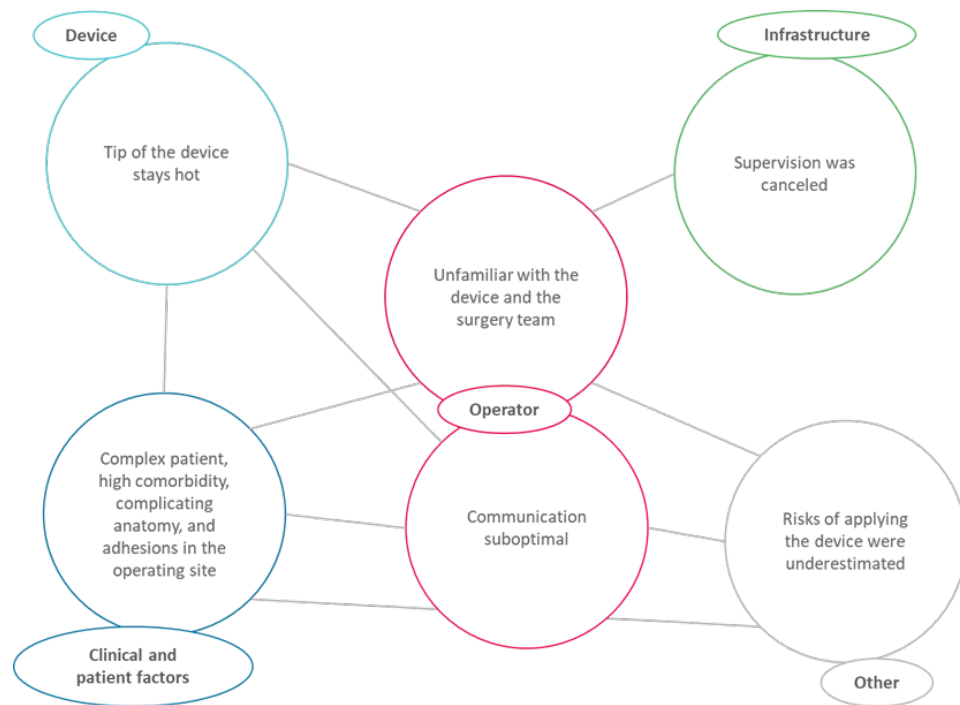 Device
Infrastructure
Tip of the device
stays hot
Supervision was
canceled
Unfamiliar with the
device and the
surgery team
Operator
Complex patient,
high comorbidity,
complicating
anatomy, and
adhesions in the
operating site
Communication
suboptimal
Risks of applying
the device were
underestimated
Clinical and
patient factors
Other